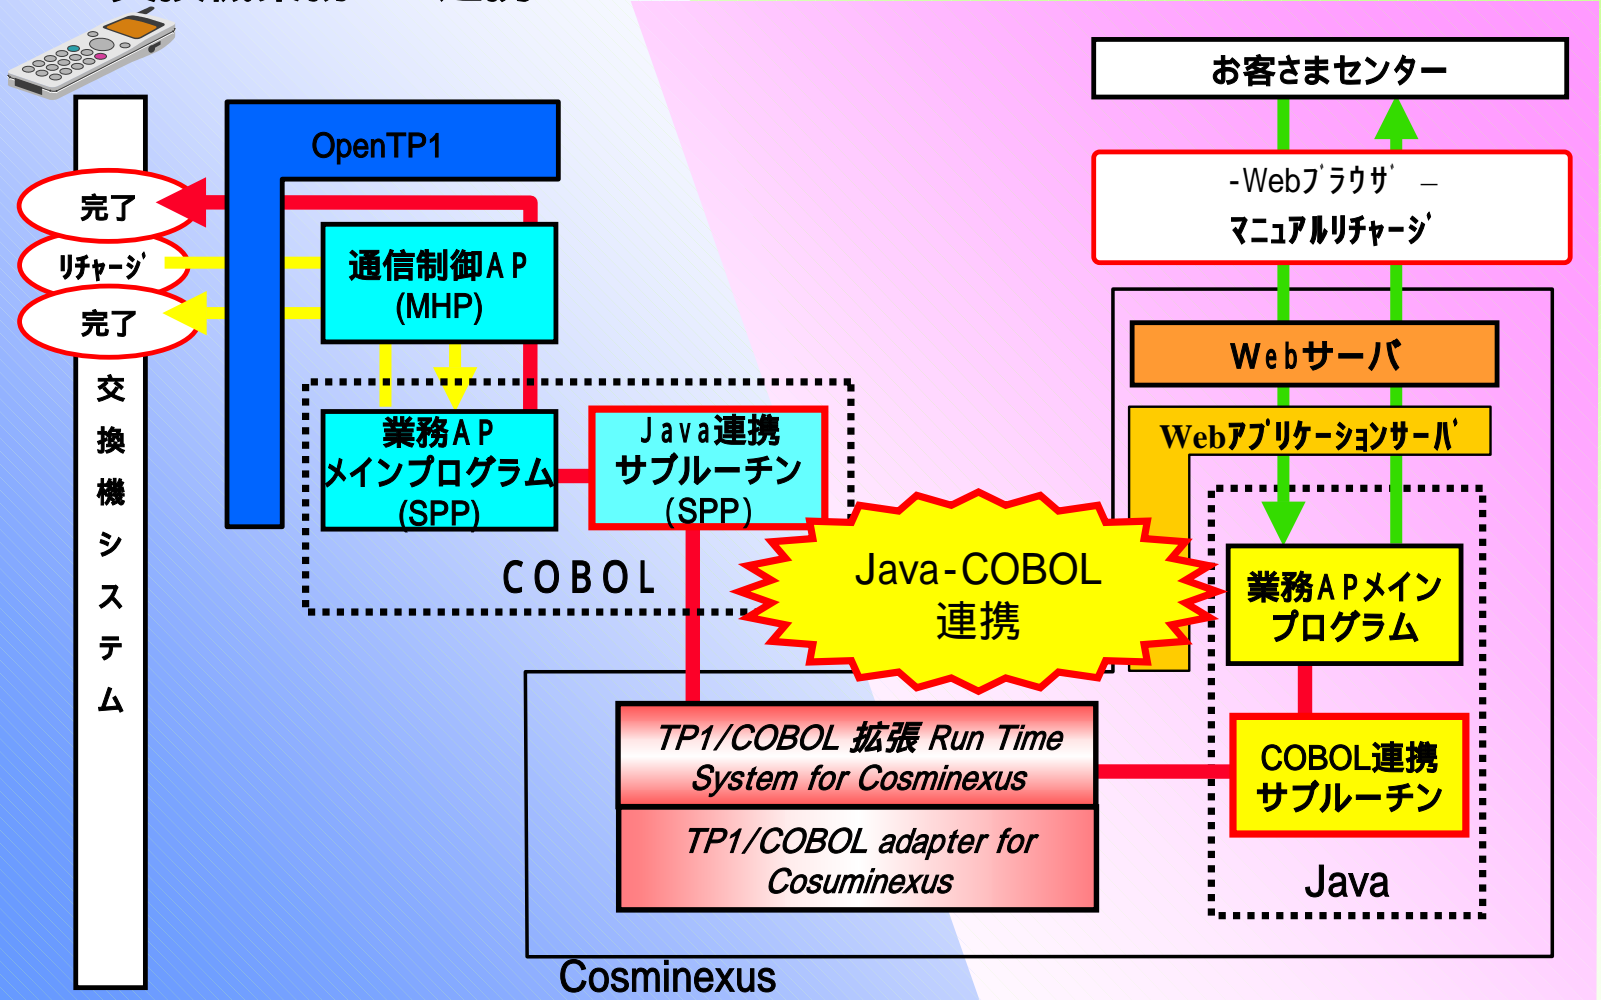 お客さまセンター
OpenTP1
-Webﾌﾞﾗｳｻﾞ –
ﾏﾆｭｱﾙﾘﾁｬｰｼﾞ
完了
ﾘﾁｬｰｼﾞ
完了
通信制御ＡＰ
(MHP)
Ｗｅｂサーバ
交
換
機
シ
ス
テ
ム
業務ＡＰ
メインプログラム
(SPP)
Ｊａｖａ連携
サブルーチン
(SPP)
Webｱﾌﾟﾘｹｰｼｮﾝｻｰﾊﾞ
ＣＯＢＯＬ
Java-COBOL
連携
業務ＡＰメイン
プログラム
TP1/COBOL 拡張 Run Time
System for Cosminexus
COBOL連携
サブルーチン
TP1/COBOL adapter for
Cosuminexus
Java
Cosminexus